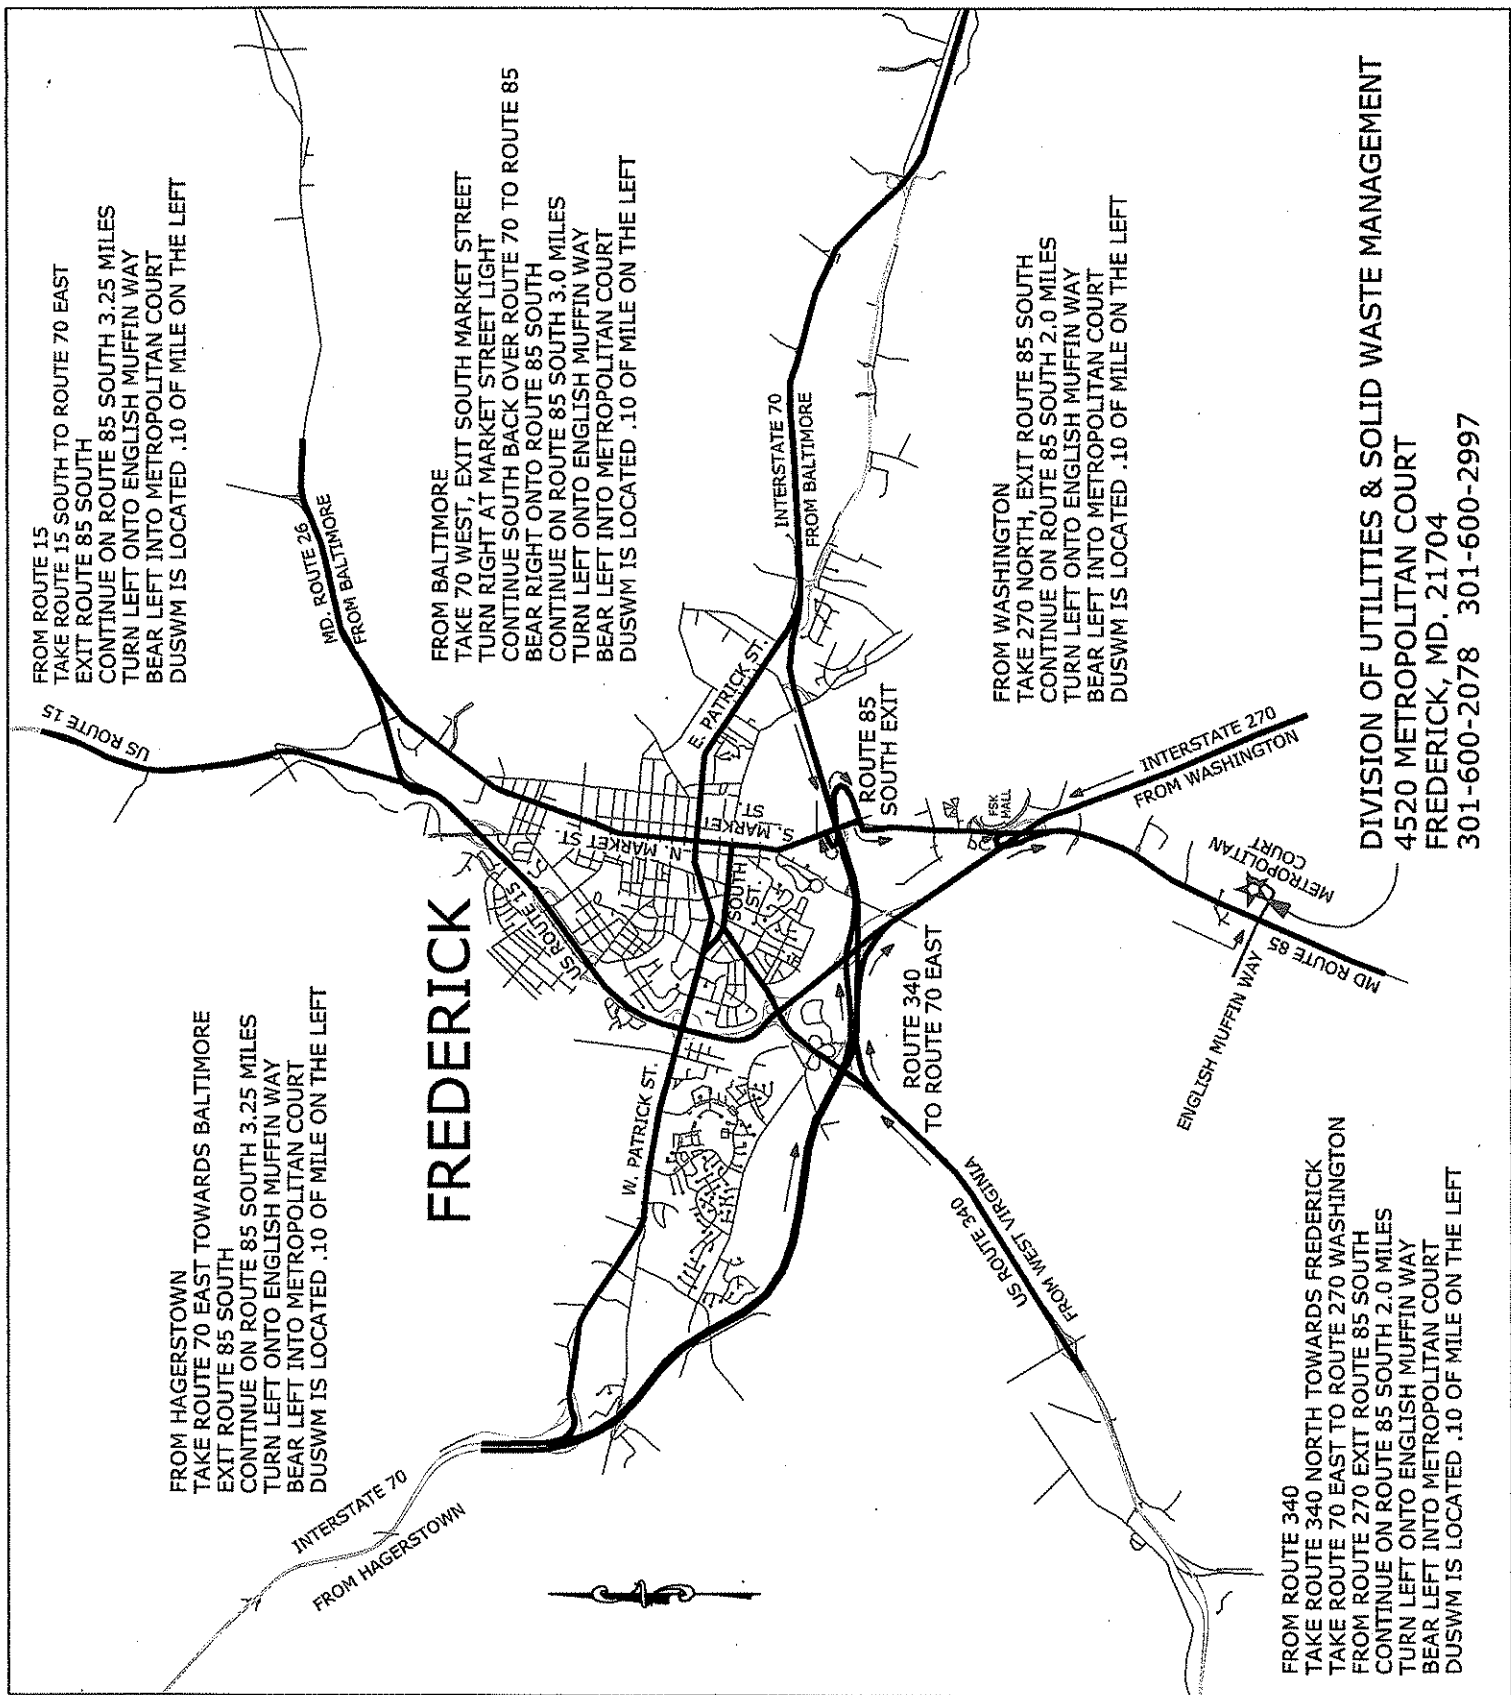 FROM HAGERSTOWN
TAKE ROUTE 70 EAST TOWARDS BALTIMORE
EXIT ROUTE 85 SOUTH
CONTINUE ON ROUTE 85 SOUTH 3.25 MILES
TURN LEFT ONTO ENGLISH MUFFIN WAY
BEAR LEFT INTO METROPOLITAN COURT
DUSWM IS LOCATED .10 OF MILE ON THE LEFT
FROM ROUTE 15
TAKE ROUTE 15 SOUTH TO ROUTE 70 EAST
EXIT ROUTE 85 SOUTH
CONTINUE ON ROUTE 85 SOUTH 3.25 MILES
TURN LEFT ONTO ENGLISH MUFFIN WAY
BEAR LEFT INTO METROPOLITAN COURT
DUSWM IS LOCATED .10 OF MILE ON THE LEFT
US ROUTE 15
INTERSTATE 70
FROM HAGERSTOWN
FREDERICK
MD. ROUTE 26
FROM BALTIMORE
FROM BALTIMORE
TAKE 70 WEST, EXIT SOUTH MARKET STREET
TURN RIGHT AT MARKET STREET LIGHT
CONTINUE SOUTH BACK OVER ROUTE 70 TO ROUTE 85
BEAR RIGHT ONTO ROUTE 85 SOUTH
CONTINUE ON ROUTE 85 SOUTH 3.0 MILES
TURN LEFT ONTO ENGLISH MUFFIN WAY
BEAR LEFT INTO METROPOLITAN COURT
DUSWM IS LOCATED .10 OF MILE ON THE LEFT
US ROUTE 15
N. MARKET ST.
W. PATRICK ST.
E. PATRICK ST.
S. MARKET
ST.
SOUTH
ST.
INTERSTATE 70
FROM BALTIMORE
ROUTE 85
SOUTH EXIT
ROUTE 340
TO ROUTE 70 EAST
US ROUTE 340
FROM WEST VIRGINIA
FSK
HALL
INTERSTATE 270
FROM WASHINGTON
FROM WASHINGTON
TAKE 270 NORTH, EXIT ROUTE 85 SOUTH
CONTINUE ON ROUTE 85 SOUTH 2.0 MILES
TURN LEFT ONTO ENGLISH MUFFIN WAY
BEAR LEFT INTO METROPOLITAN COURT
DUSWM IS LOCATED .10 OF MILE ON THE LEFT
METROPOLITAN
COURT
ENGLISH MUFFIN WAY
MD ROUTE 85
FROM ROUTE 340
TAKE ROUTE 340 NORTH TOWARDS FREDERICK
TAKE ROUTE 70 EAST TO ROUTE 270 WASHINGTON
FROM ROUTE 270 EXIT ROUTE 85 SOUTH
CONTINUE ON ROUTE 85 SOUTH 2.0 MILES
TURN LEFT ONTO ENGLISH MUFFIN WAY
BEAR LEFT INTO METROPOLITAN COURT
DUSWM IS LOCATED .10 OF MILE ON THE LEFT
DIVISION OF UTILITIES & SOLID WASTE MANAGEMENT
4520 METROPOLITAN COURT
FREDERICK, MD. 21704
301-600-2078 301-600-2997